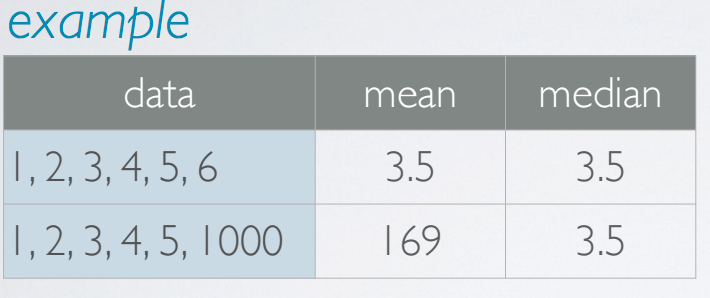 example
data mean median
1, 2, 3, 4, 5, 6 3.5 3.5
1, 2, 3, 4, 5, 1000 169 3.5